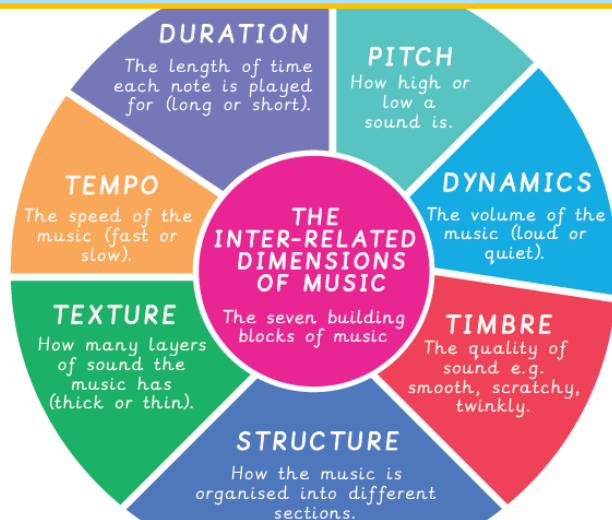 DURATION
The length of time
each note is played
for (long or short).
PITCH
How high or
low a
sound is.
DYNAMICS
The volume of the
music (loud or
quiet).
TIMBRE
The quality of
sound e.g.
smooth, scratchy,
twinkly.
STRUCTURE
How the music is
organised into different
sections.
TEXTURE
How many layers
of sound the
music has
(thick or thin).
TEMPO
The speed of the
music (fast or
slow).
THE
INTER-RELATED
DIMENSIONS
OF MUSIC
The seven building
blocks of music